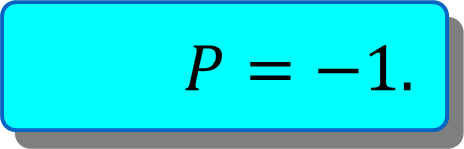 P = −1.